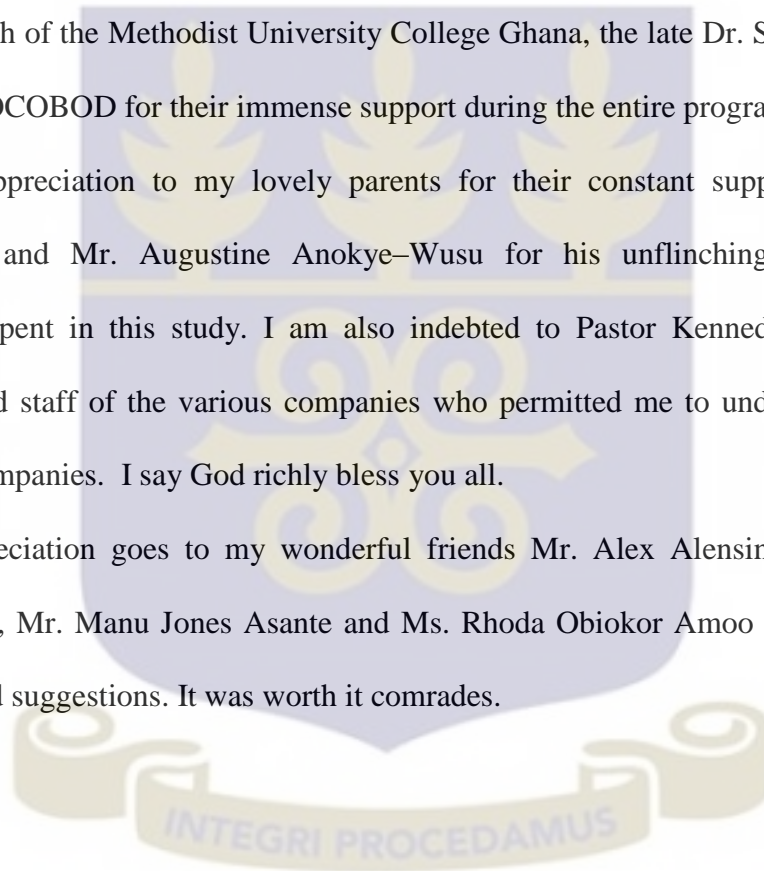 h of the Methodist University College Ghana, the late Dr. S
OCOBOD for their immense support during the entire progra
ppreciation to my lovely parents for their constant supp
and Mr. Augustine Anokye–Wusu for his unflinching
pent in this study. I am also indebted to Pastor Kenned
d staff of the various companies who permitted me to und
mpanies. I say God richly bless you all.
eciation goes to my wonderful friends Mr. Alex Alensin
, Mr. Manu Jones Asante and Ms. Rhoda Obiokor Amoo
d suggestions. It was worth it comrades.
INTEGRI PROCEDAMUS